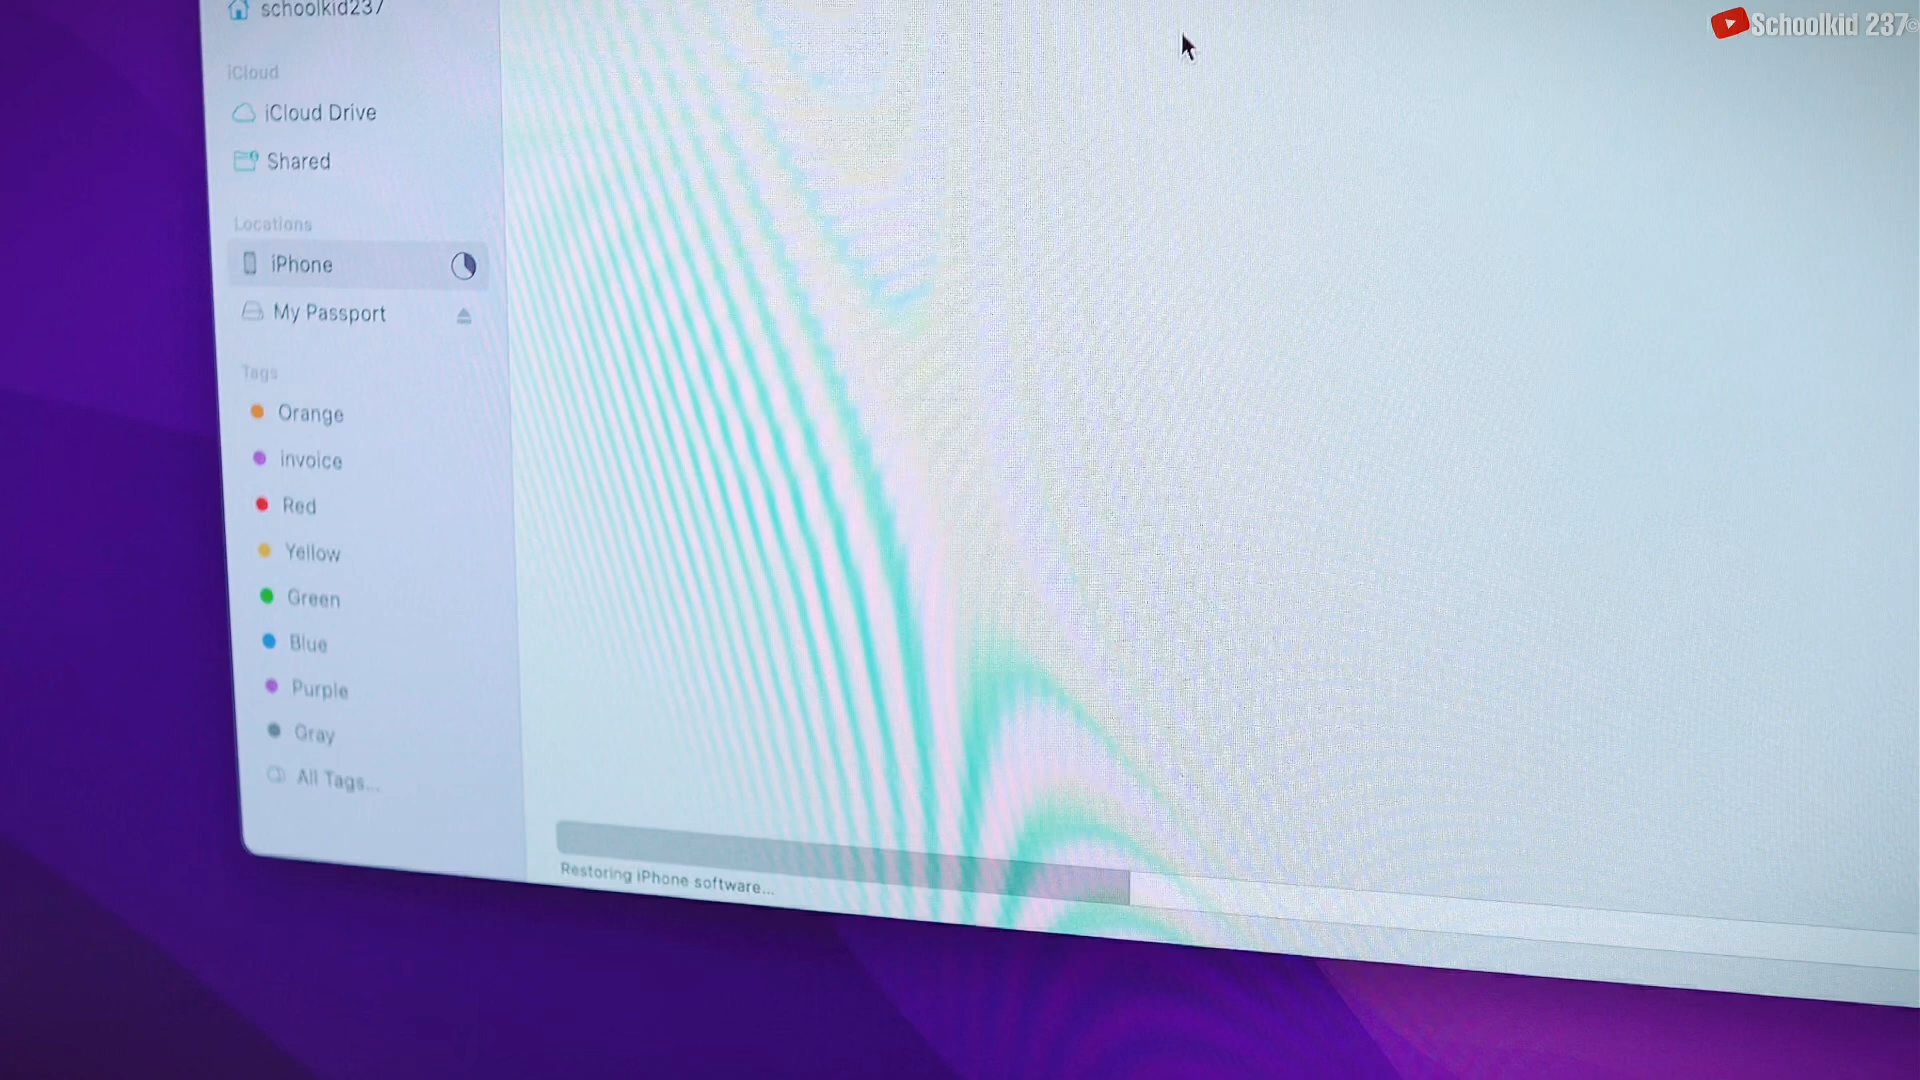 schoolkid237
Schoolkid 237©
iCloud
iCloud Drive
Shared
Locations
iPhone
My Passport
Tags
Orange
invoice
Red
Yellow
Green
Blue
Purple
Gray
All Tags...
Restoring iPhone software...